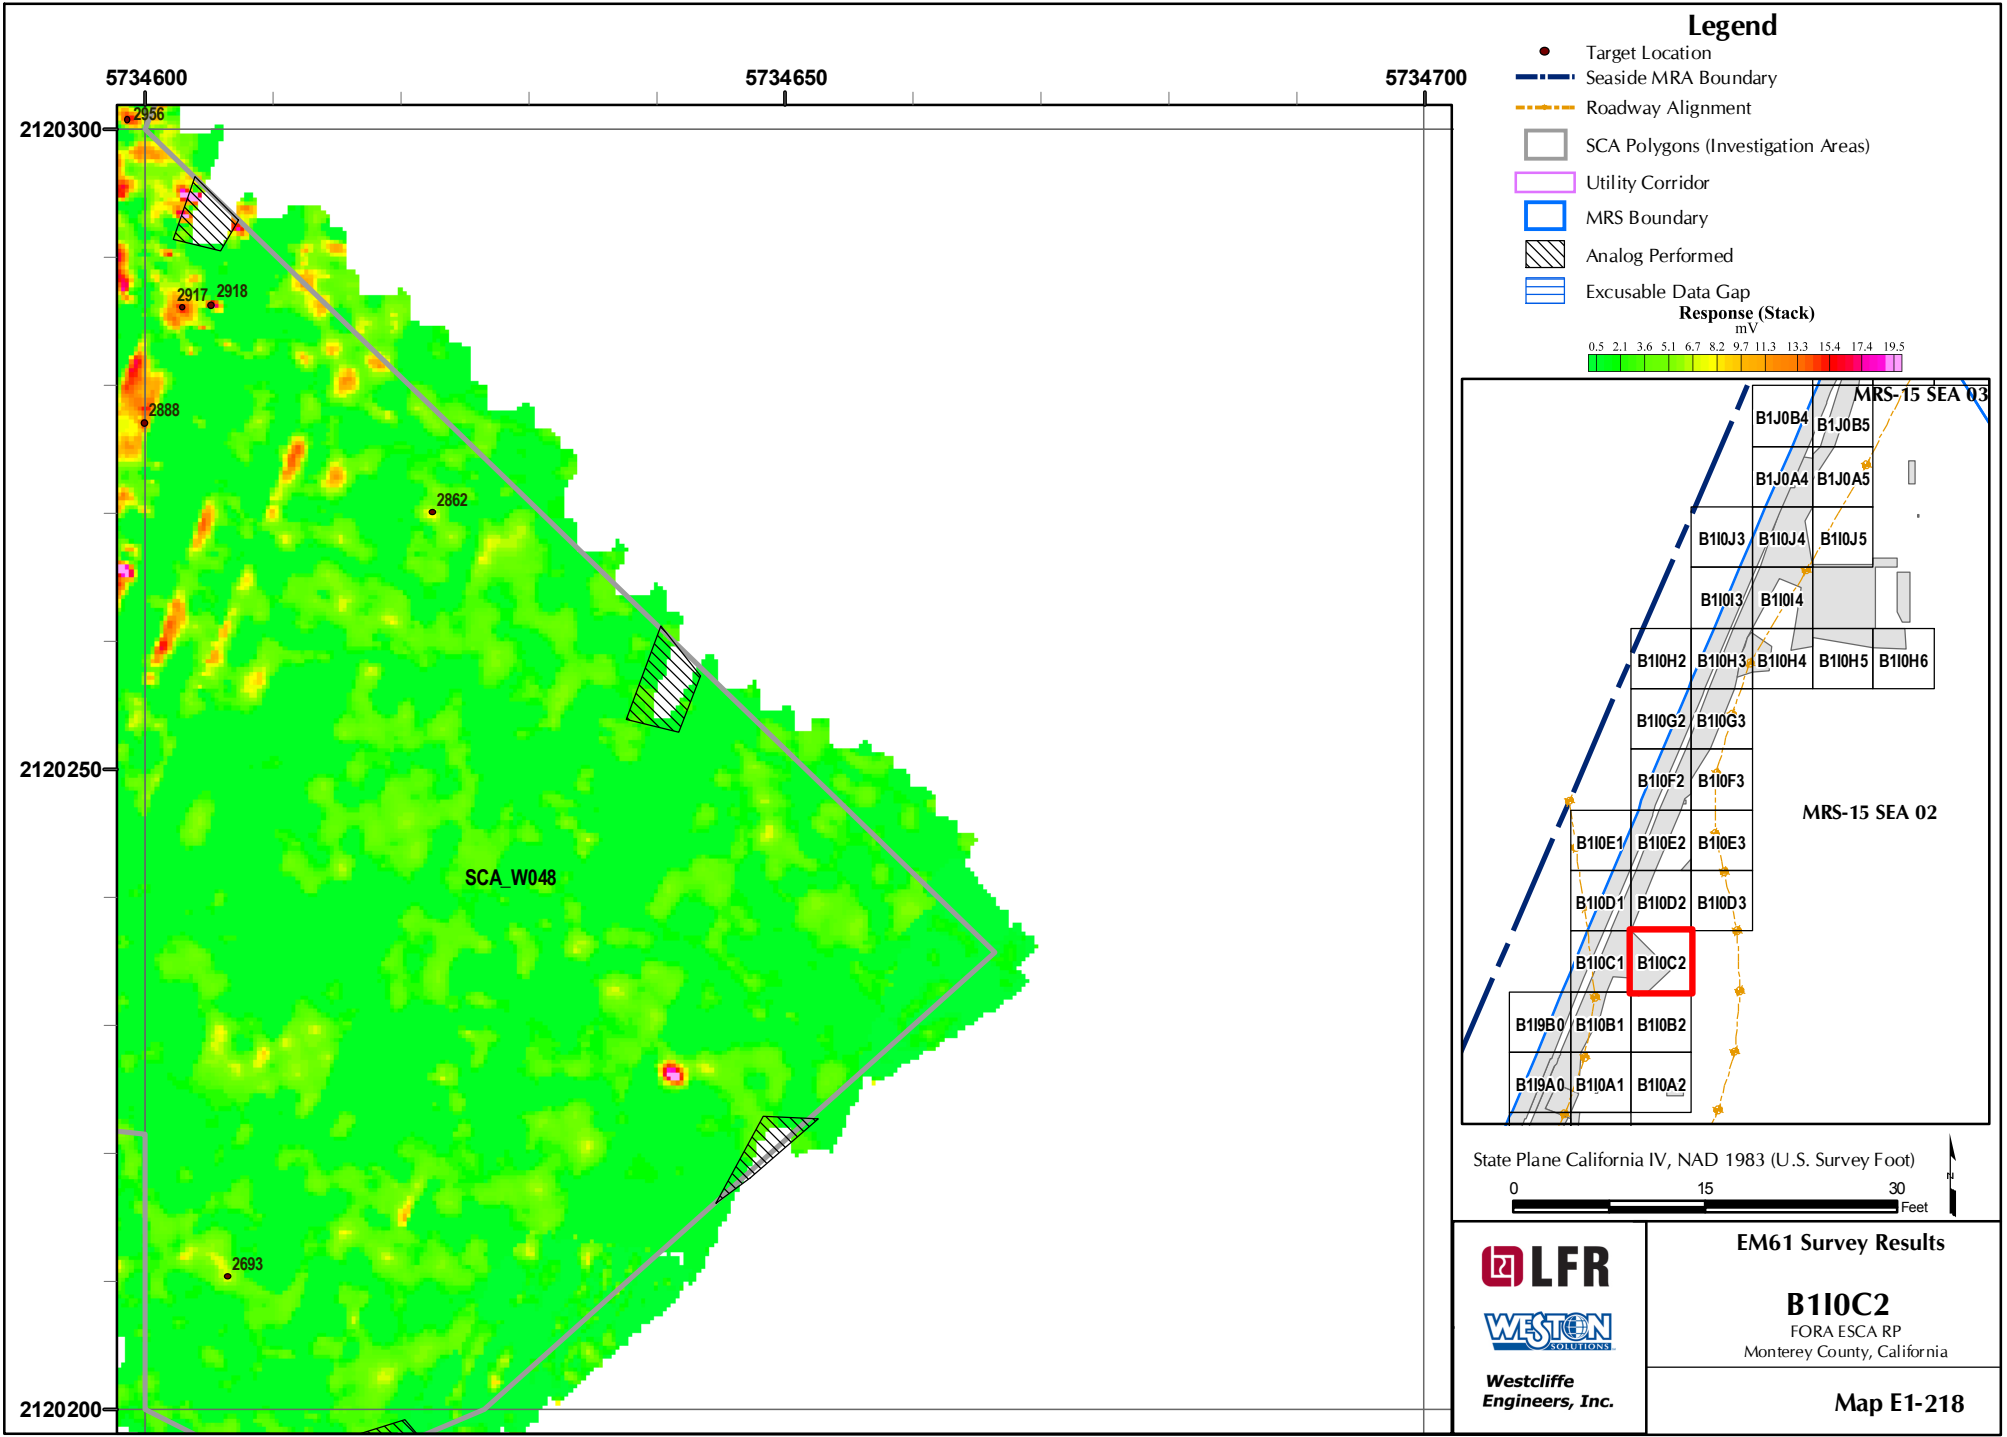 5734600
5734650
5734700
2120300
2120250
2120200
2956
2917
2918
2888
2862
SCA_W048
2693
Legend
Target Location
Seaside MRA Boundary
Roadway Alignment
SCA Polygons (Investigation Areas)
Utility Corridor
MRS Boundary
Analog Performed
Excusable Data Gap
Response (Stack)
mV
0.5 2.1 3.6 5.1 6.7 8.2 9.7 11.3 13.3 15.4 17.4 19.5
MRS-15 SEA 03
B1J0B4 B1J0B5
B1J0A4 B1J0A5
B1I0J3 B1I0J4 B1I0J5
B1I0I3 B1I0I4
B1I0H2 B1I0H3 B1I0H4 B1I0H5 B1I0H6
B1I0G2 B1I0G3
B1I0F2 B1I0F3
MRS-15 SEA 02
B1I0E1 B1I0E2 B1I0E3
B1I0D1 B1I0D2 B1I0D3
B1I0C1 B1I0C2
B1I9B0 B1I0B1 B1I0B2
B1I9A0 B1I0A1 B1I0A2
State Plane California IV, NAD 1983 (U.S. Survey Foot)
0 15 30
Feet
N
LFR
WESTON
SOLUTIONS
Westcliffe
Engineers, Inc.
EM61 Survey Results
B1I0C2
FORA ESCA RP
Monterey County, California
Map E1-218